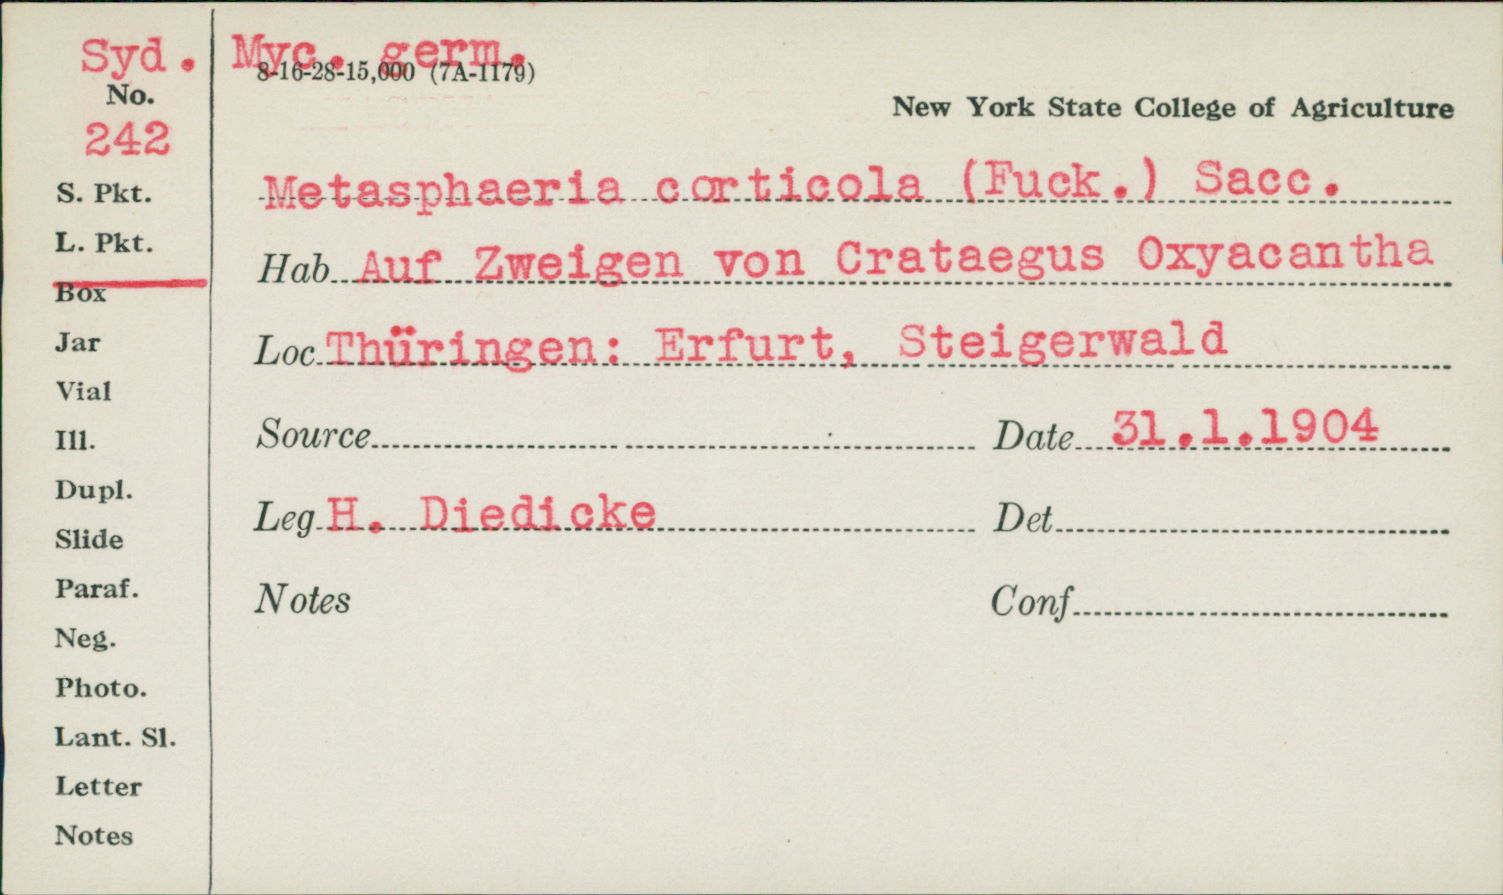 Syd. Myc. germ.
8-16-28-15,000 (7A-1179)
No.
242
New York State College of Agriculture
S. Pkt.
Metasphaeria corticola (Fuck.) Sacc.
L. Pkt.
Hab Auf Zweigen von Crataegus Oxyacantha
Box
Jar
Loc Thüringen: Erfurt, Steigerwald
Vial
Ill.
Source Date 31.1.1904
Dupl.
Leg H. Diedicke Det
Slide
Paraf.
Notes Conf
Neg.
Photo.
Lant. Sl.
Letter
Notes